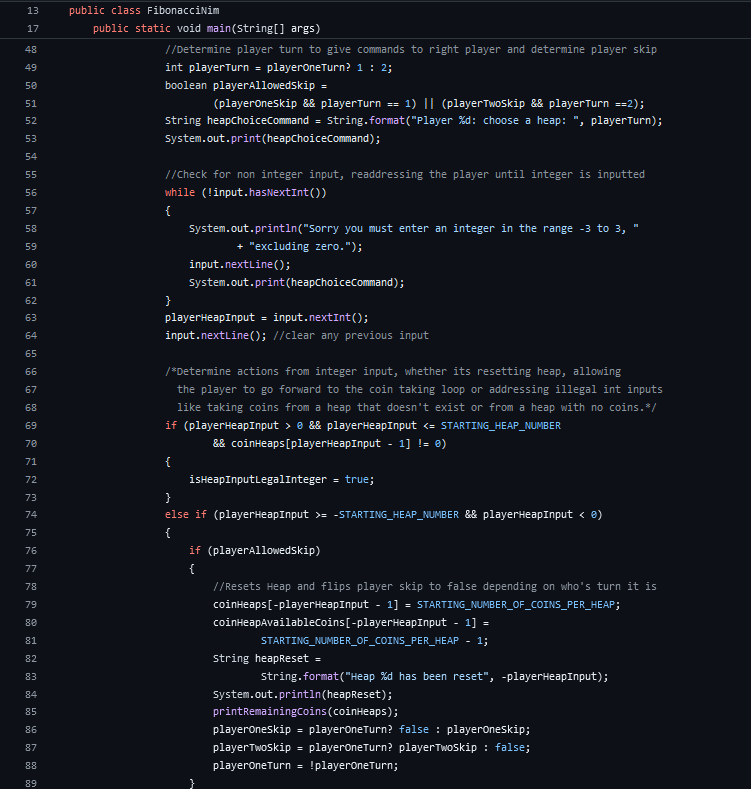 13 public class FibonacciNim
17 public static void main(String[] args)
48 //Determine player turn to give commands to right player and determine player skip
49 int playerTurn = playerOneTurn? 1 : 2;
50 boolean playerAllowedSkip =
51 (playerOneSkip && playerTurn == 1) || (playerTwoSkip && playerTurn ==2);
52 String heapChoiceCommand = String.format("Player %d: choose a heap: ", playerTurn);
53 System.out.print(heapChoiceCommand);
54
55 //Check for non integer input, readdressing the player until integer is inputted
56 while (!input.hasNextInt())
57 {
58 System.out.println("Sorry you must enter an integer in the range -3 to 3, "
59 + "excluding zero.");
60 input.nextLine();
61 System.out.print(heapChoiceCommand);
62 }
63 playerHeapInput = input.nextInt();
64 input.nextLine(); //clear any previous input
65
66 /*Determine actions from integer input, whether its resetting heap, allowing
67 the player to go forward to the coin taking loop or addressing illegal int inputs
68 like taking coins from a heap that doesn't exist or from a heap with no coins.*/
69 if (playerHeapInput > 0 && playerHeapInput <= STARTING_HEAP_NUMBER
70 && coinHeaps[playerHeapInput - 1] != 0)
71 {
72 isHeapInputLegalInteger = true;
73 }
74 else if (playerHeapInput >= -STARTING_HEAP_NUMBER && playerHeapInput < 0)
75 {
76 if (playerAllowedSkip)
77 {
78 //Resets Heap and flips player skip to false depending on who's turn it is
79 coinHeaps[-playerHeapInput - 1] = STARTING_NUMBER_OF_COINS_PER_HEAP;
80 coinHeapAvailableCoins[-playerHeapInput - 1] =
81 STARTING_NUMBER_OF_COINS_PER_HEAP - 1;
82 String heapReset =
83 String.format("Heap %d has been reset", -playerHeapInput);
84 System.out.println(heapReset);
85 printRemainingCoins(coinHeaps);
86 playerOneSkip = playerOneTurn? false : playerOneSkip;
87 playerTwoSkip = playerOneTurn? playerTwoSkip : false;
88 playerOneTurn = !playerOneTurn;
89 }